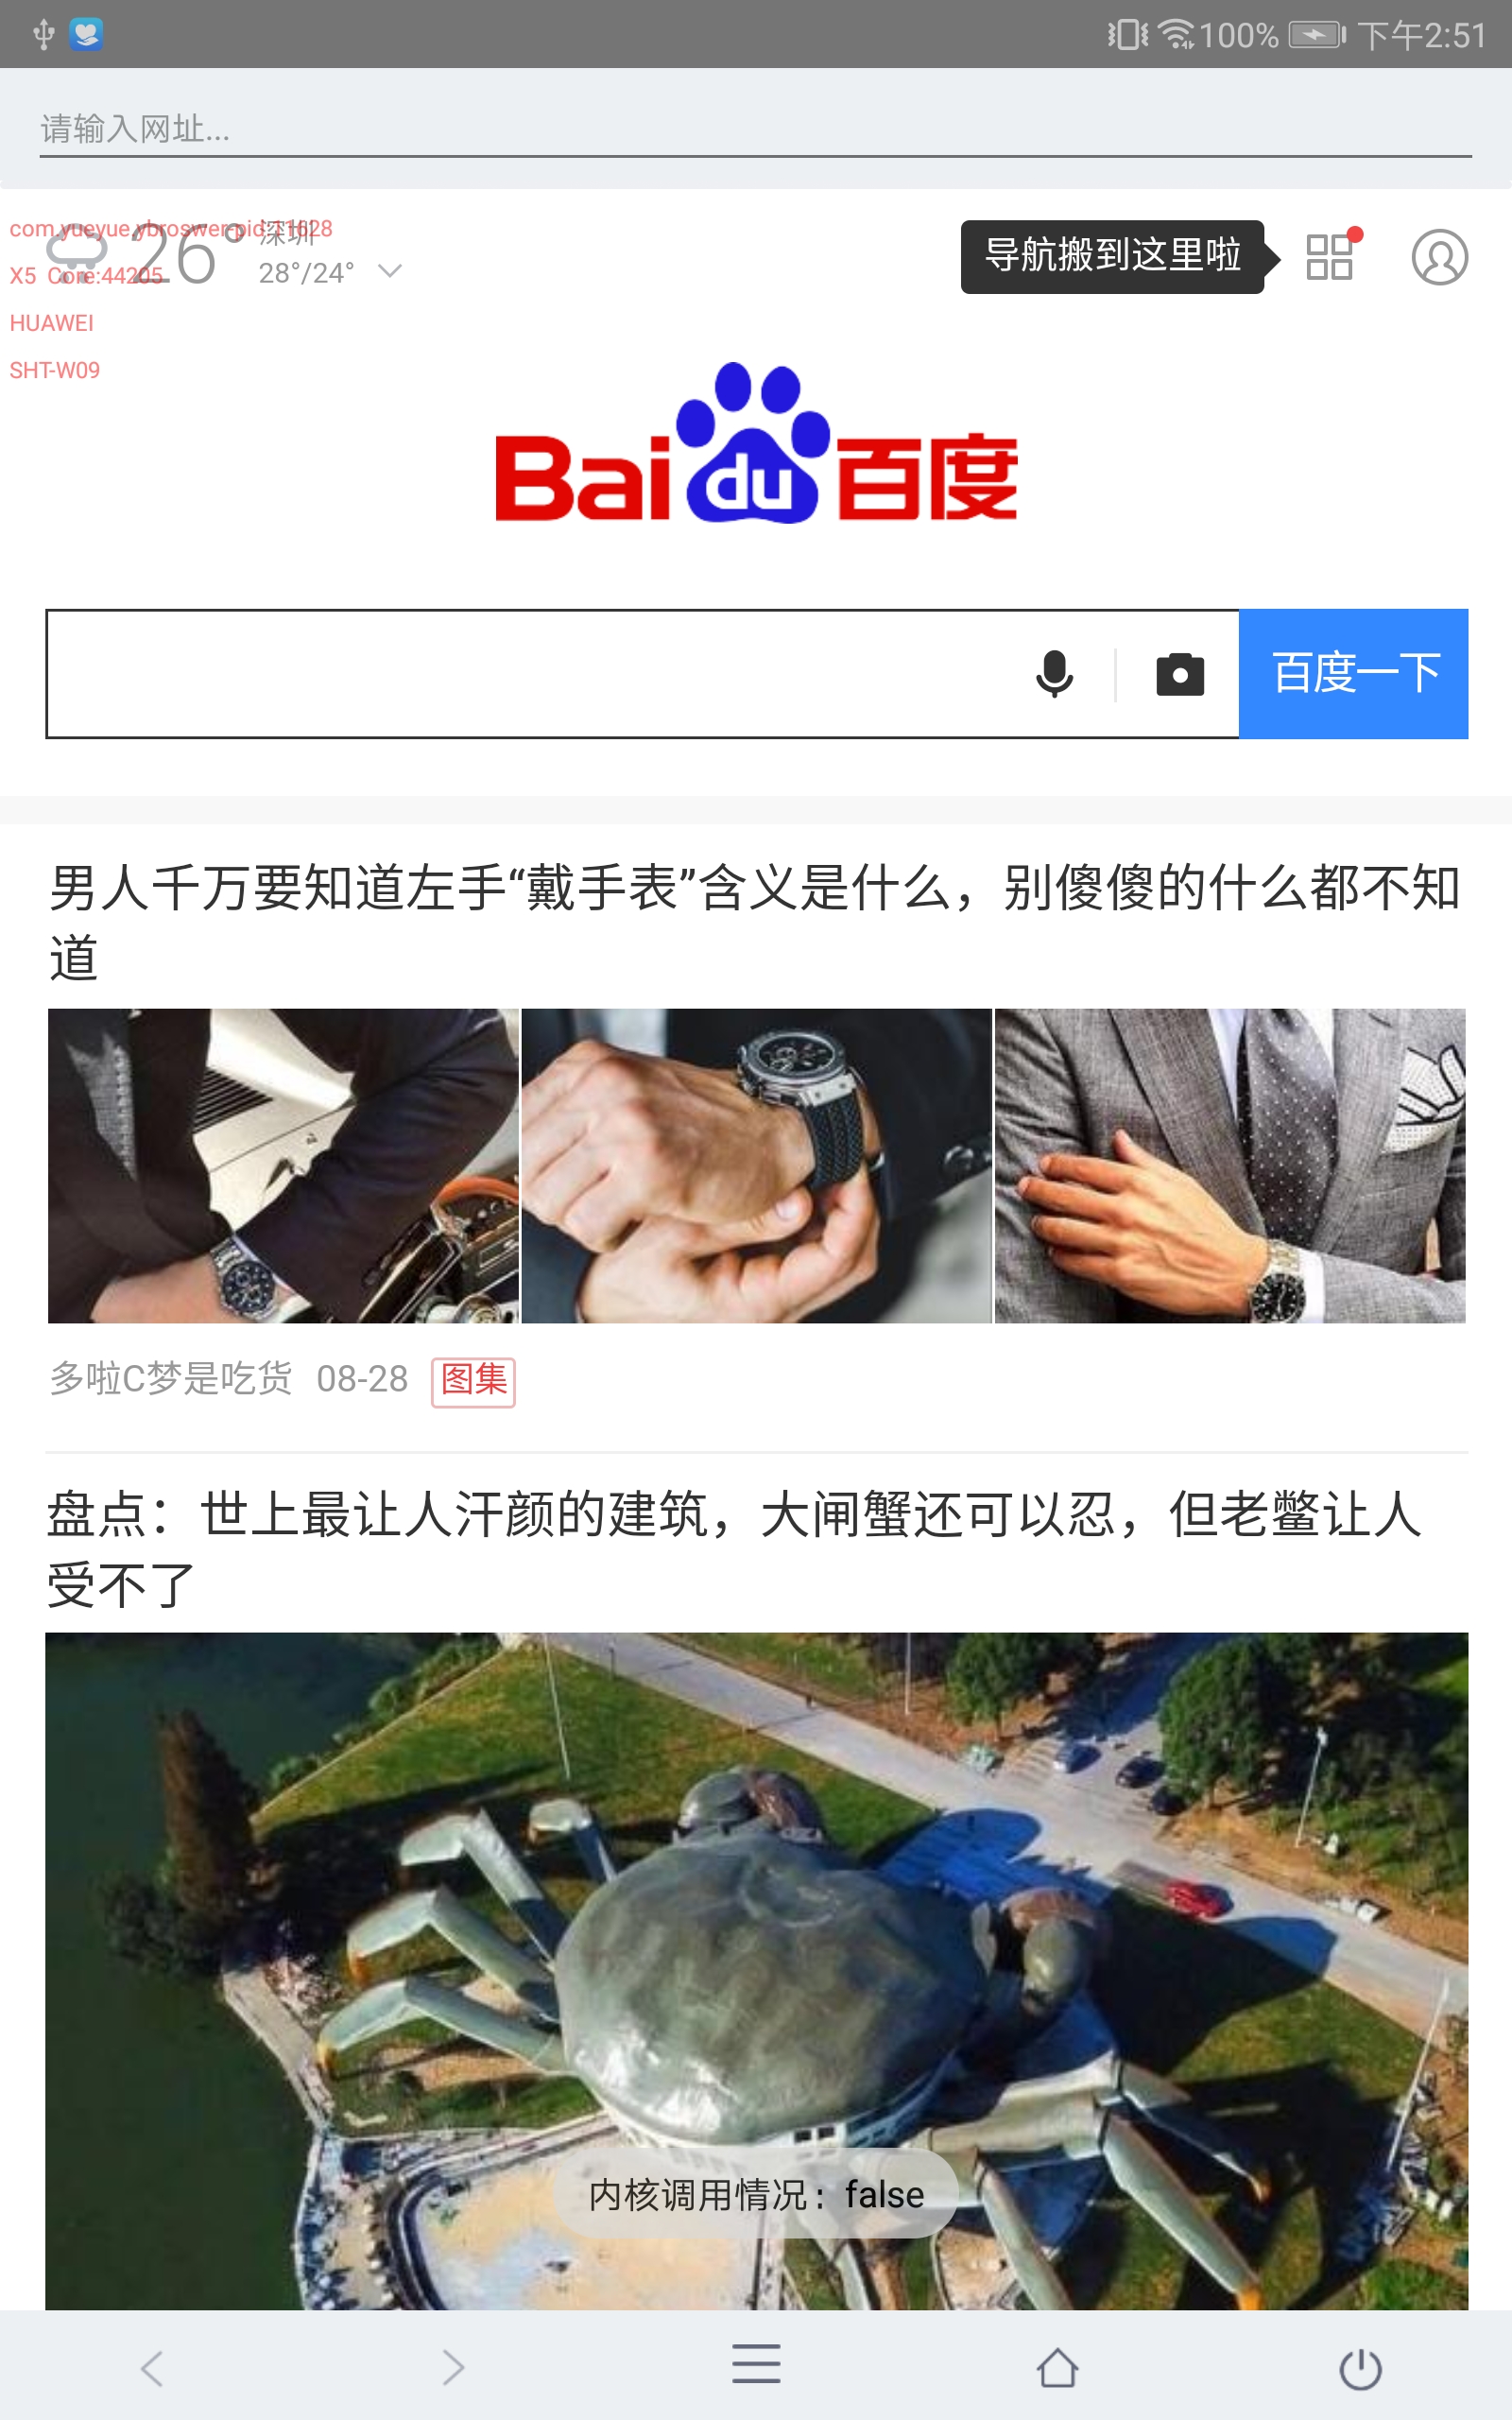 100% 下午2:51
请输入网址...
com.yueyue.ybroswer-pid:11628
26° 深圳
28°/24°
导航搬到这里啦
X5 Core:44205
HUAWEI
SHT-W09
Bai du 百度
百度一下
男人千万要知道左手“戴手表”含义是什么，别傻傻的什么都不知
道
多啦C梦是吃货 08-28 图集
盘点：世上最让人汗颜的建筑，大闸蟹还可以忍，但老鳖让人
受不了
内核调用情况：false